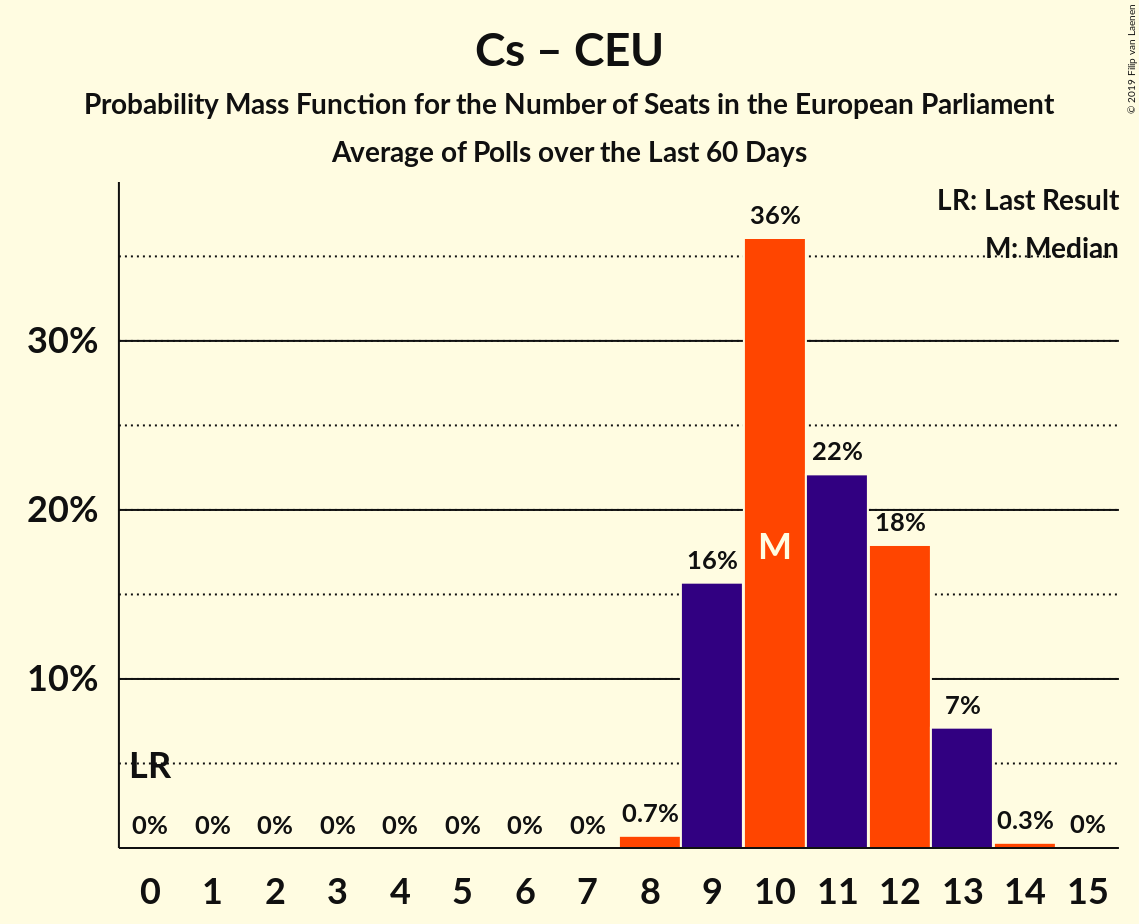 Cs – CEU
Probability Mass Function for the Number of Seats in the European Parliament
Average of Polls over the Last 60 Days
© 2019 Filip van Laenen
LR: Last Result
M: Median
36%
30%
22%
20%
18%
16%
M
10%
7%
LR
0% 0% 0% 0% 0% 0% 0% 0% 0.7% 0.3% 0%
0 1 2 3 4 5 6 7 8 9 10 11 12 13 14 15